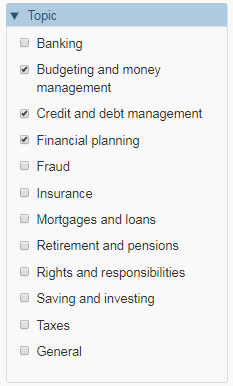 Topic
Banking
Budgeting and money
management
Credit and debt management
Financial planning
Fraud
Insurance
Mortgages and loans
Retirement and pensions
Rights and responsibilities
Saving and investing
Taxes
General